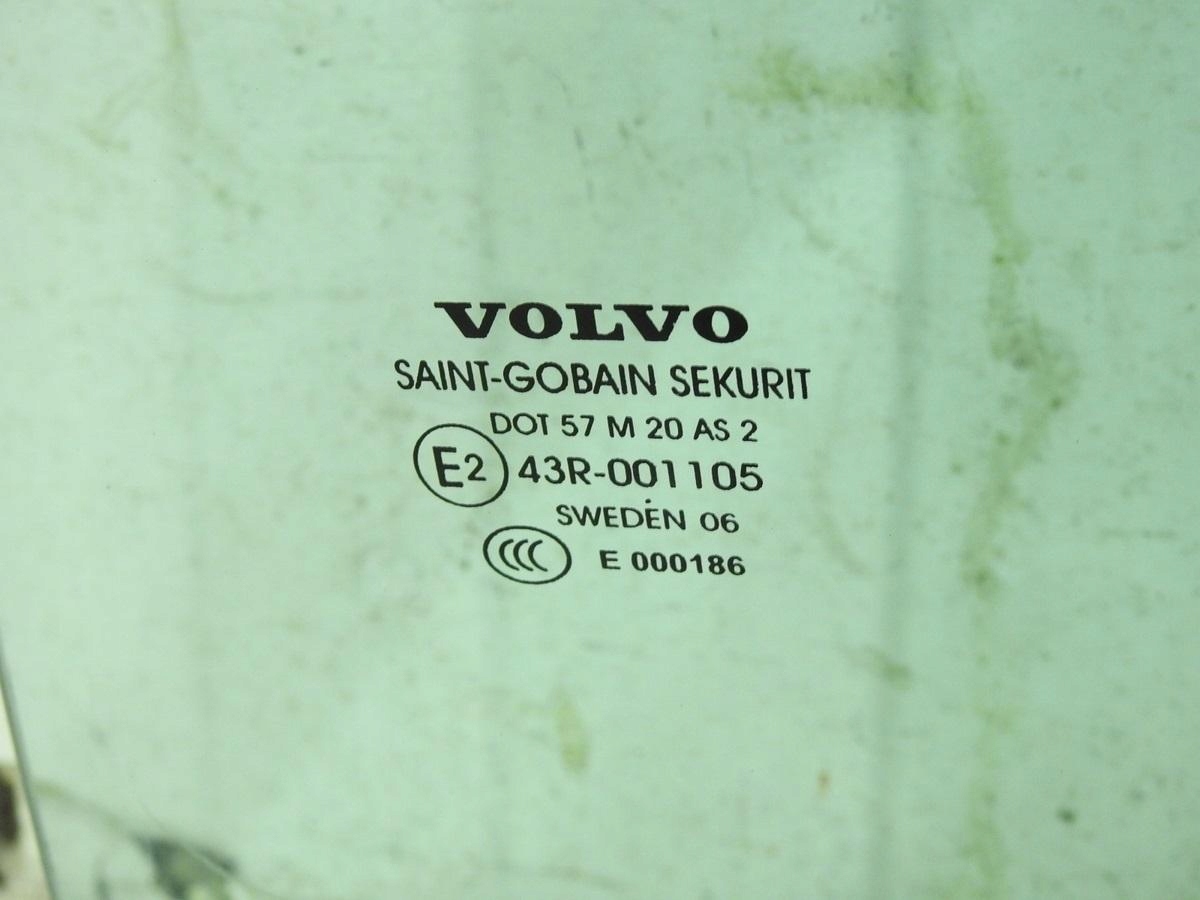 VOLVO
SAINT-GOBAIN SEKURIT
DOT 57 M 20 AS 2
E2 43R-001105
SWEDEN 06
CCC E 000186